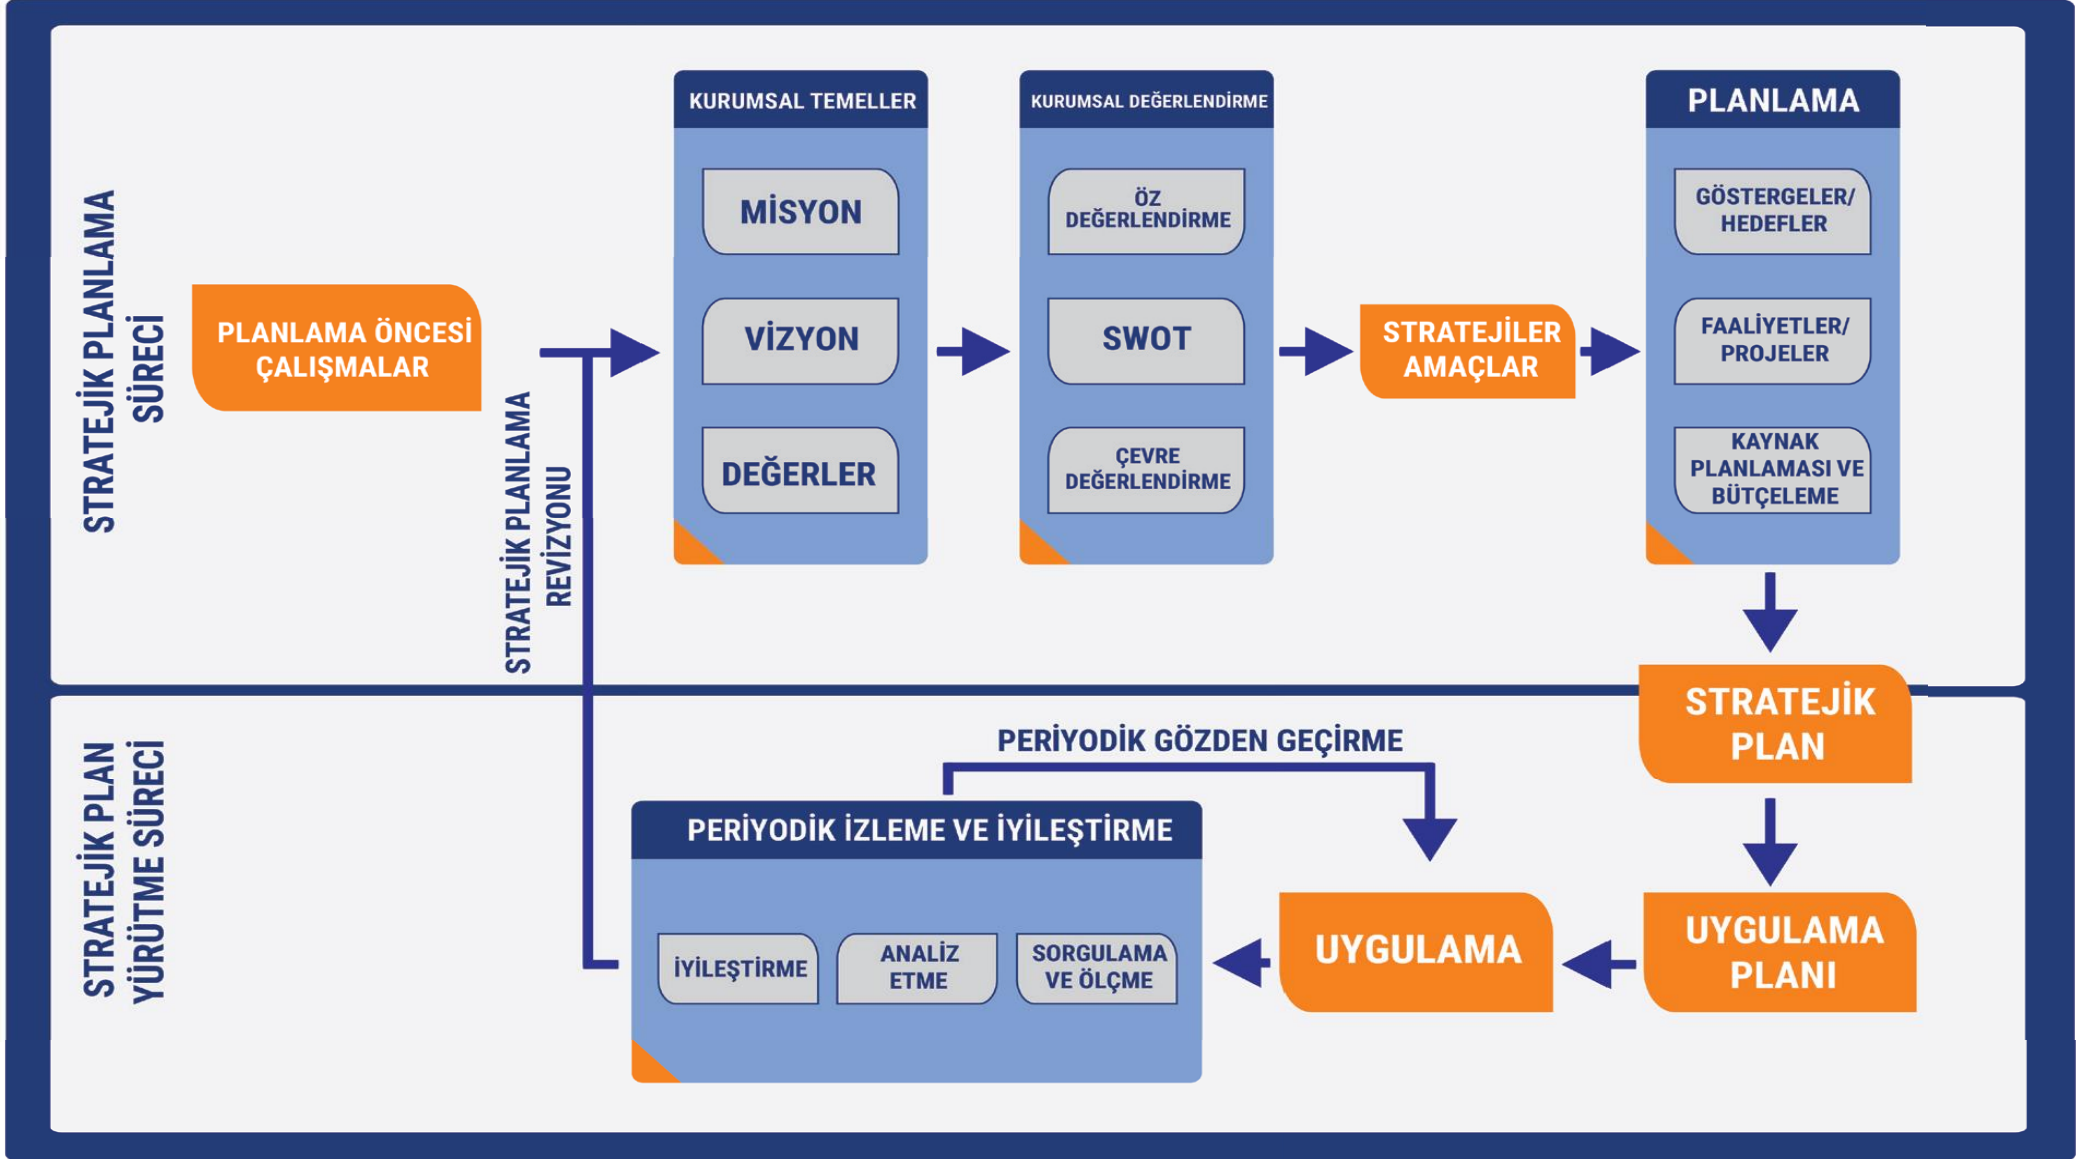 STRATEJİK PLANLAMA
SÜRECİ
PLANLAMA ÖNCESİ
ÇALIŞMALAR
STRATEJİK PLANLAMA
REVİZYONU
KURUMSAL TEMELLER
MİSYON
VİZYON
DEĞERLER
KURUMSAL DEĞERLENDİRME
ÖZ
DEĞERLENDİRME
SWOT
ÇEVRE
DEĞERLENDİRME
STRATEJİLER
AMAÇLAR
PLANLAMA
GÖSTERGELER/
HEDEFLER
FAALİYETLER/
PROJELER
KAYNAK
PLANLAMASI VE
BÜTÇELEME
STRATEJİK
PLAN
STRATEJİK PLAN
YÜRÜTME SÜRECİ
PERİYODİK GÖZDEN GEÇİRME
PERİYODİK İZLEME VE İYİLEŞTİRME
İYİLEŞTİRME
ANALİZ
ETME
SORGULAMA
VE ÖLÇME
UYGULAMA
UYGULAMA
PLANI